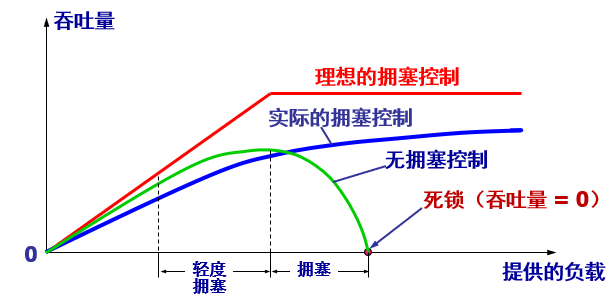 吞吐量
理想的拥塞控制
实际的拥塞控制
无拥塞控制
死锁（吞吐量 = 0）
0
轻度
拥塞
拥塞
提供的负载